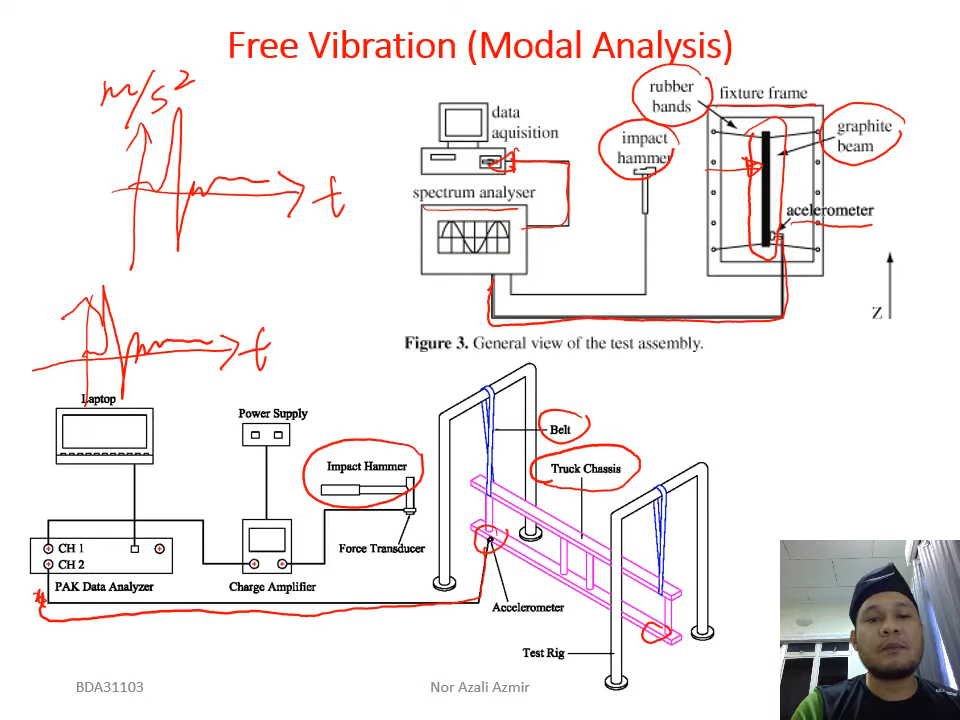 Free Vibration (Modal Analysis)
m/s²
t
data
aquisition
spectrum analyser
impact
hammer
rubber
bands
fixture frame
graphite
beam
acelerometer
Z
Figure 3. General view of the test assembly.
t
Laptop
Power Supply
Impact Hammer
Force Transducer
CH 1
CH 2
PAK Data Analyzer
Charge Amplifier
Belt
Truck Chassis
Accelerometer
Test Rig
BDA31103
Nor Azali Azmir